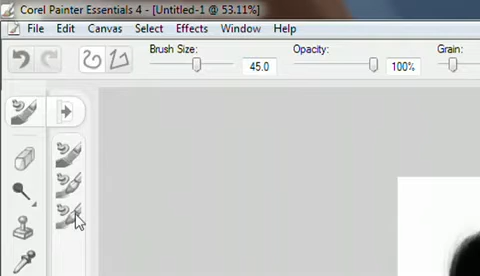 Corel Painter Essentials 4 - [Untitled-1 @ 53.11%]
File Edit Canvas Select Effects Window Help
Brush Size: Opacity: Grain:
45.0 100%